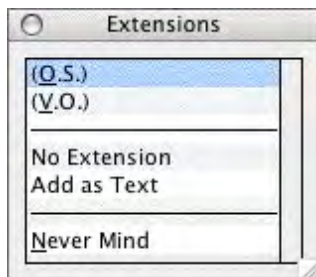 Extensions
(O.S.)
(V.O.)
No Extension
Add as Text
Never Mind